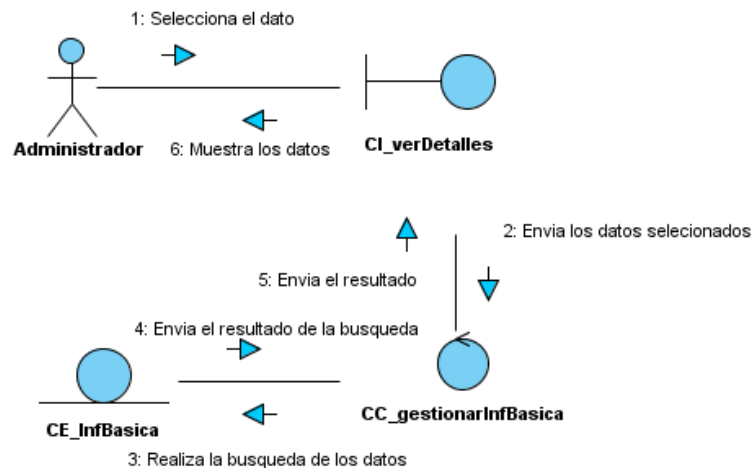 1: Selecciona el dato
Administrador
CI_verDetalles
6: Muestra los datos
2: Envia los datos selecionados
5: Envia el resultado
4: Envia el resultado de la busqueda
CE_InfBasica
CC_gestionarInfBasica
3: Realiza la busqueda de los datos